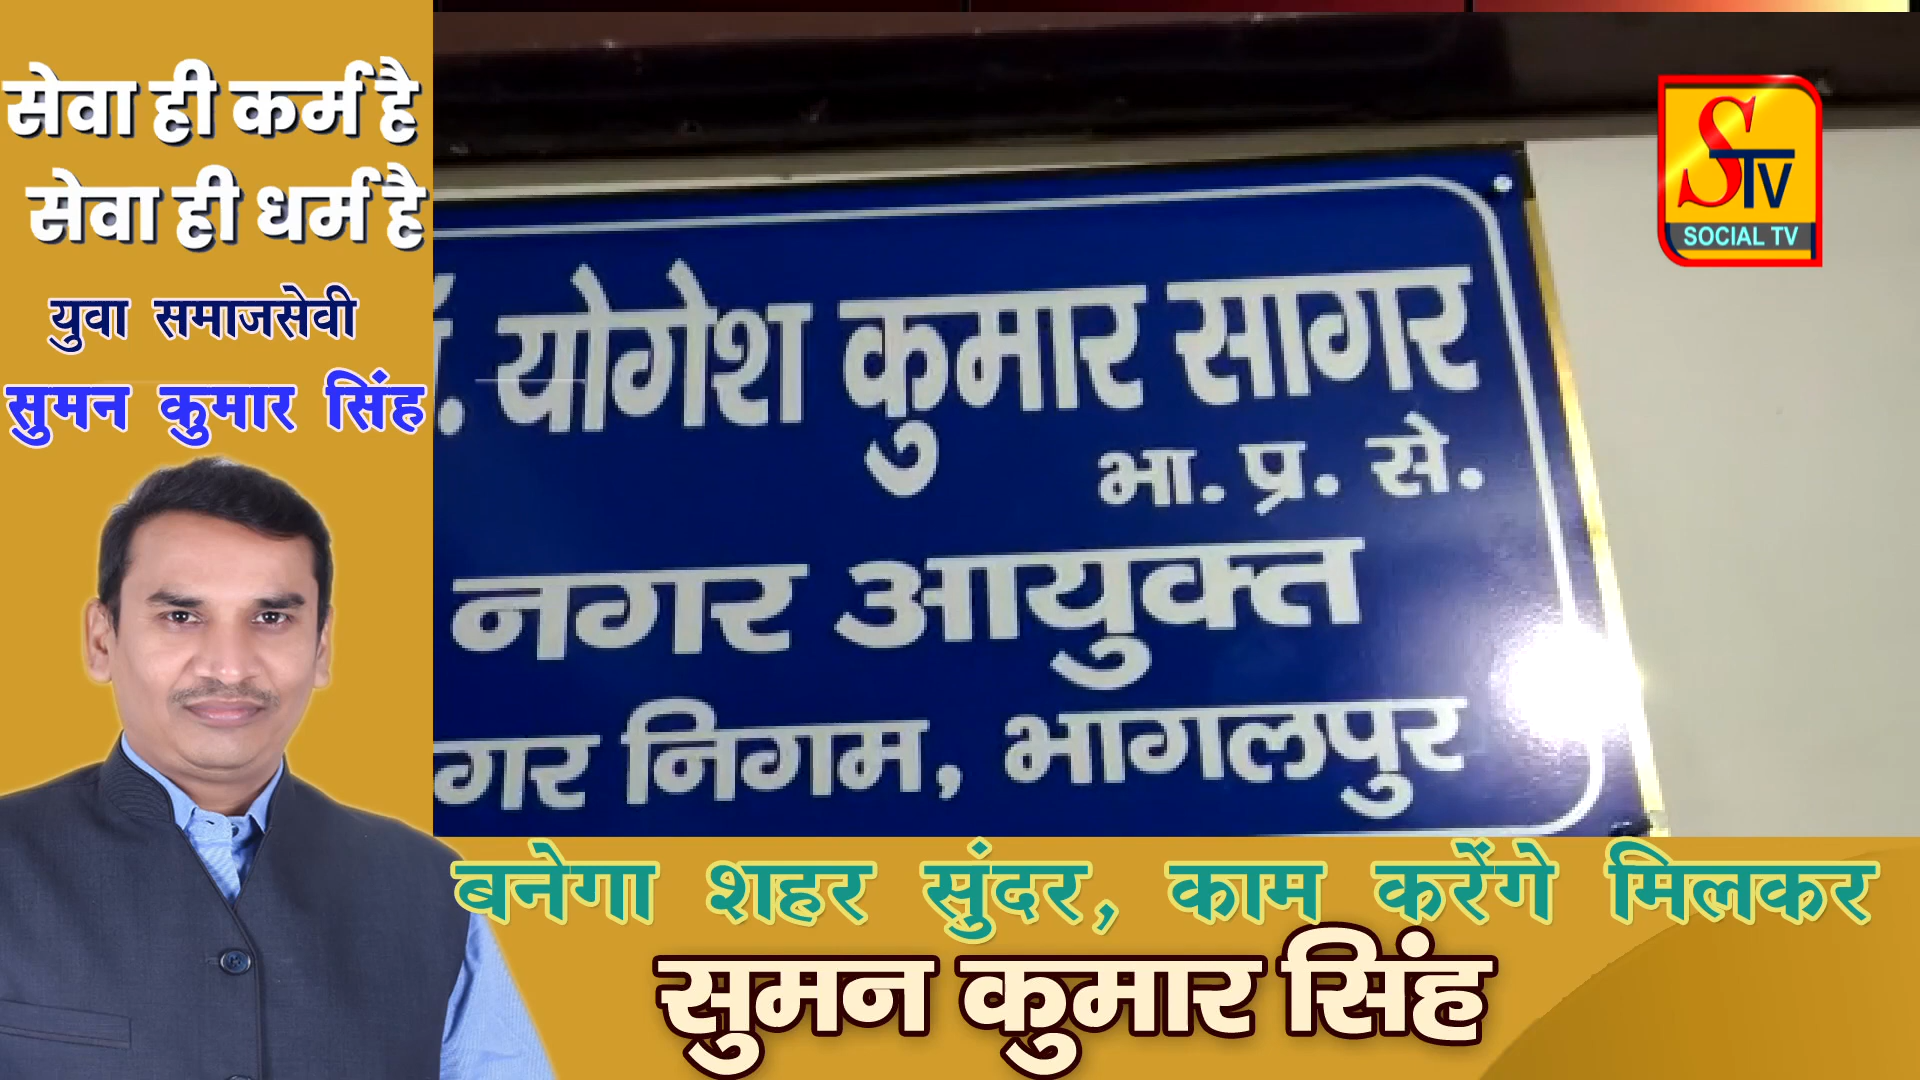 सेवा ही कर्म है
सेवा ही धर्म है
युवा समाजसेवी
सुमन कुमार सिंह
STV
SOCIAL TV
योगेश कुमार सागर
भा. प्र. से.
नगर आयुक्त
निगम, भागलपुर
बनेगा शहर सुंदर, काम करेंगे मिलकर
सुमन कुमार सिंह